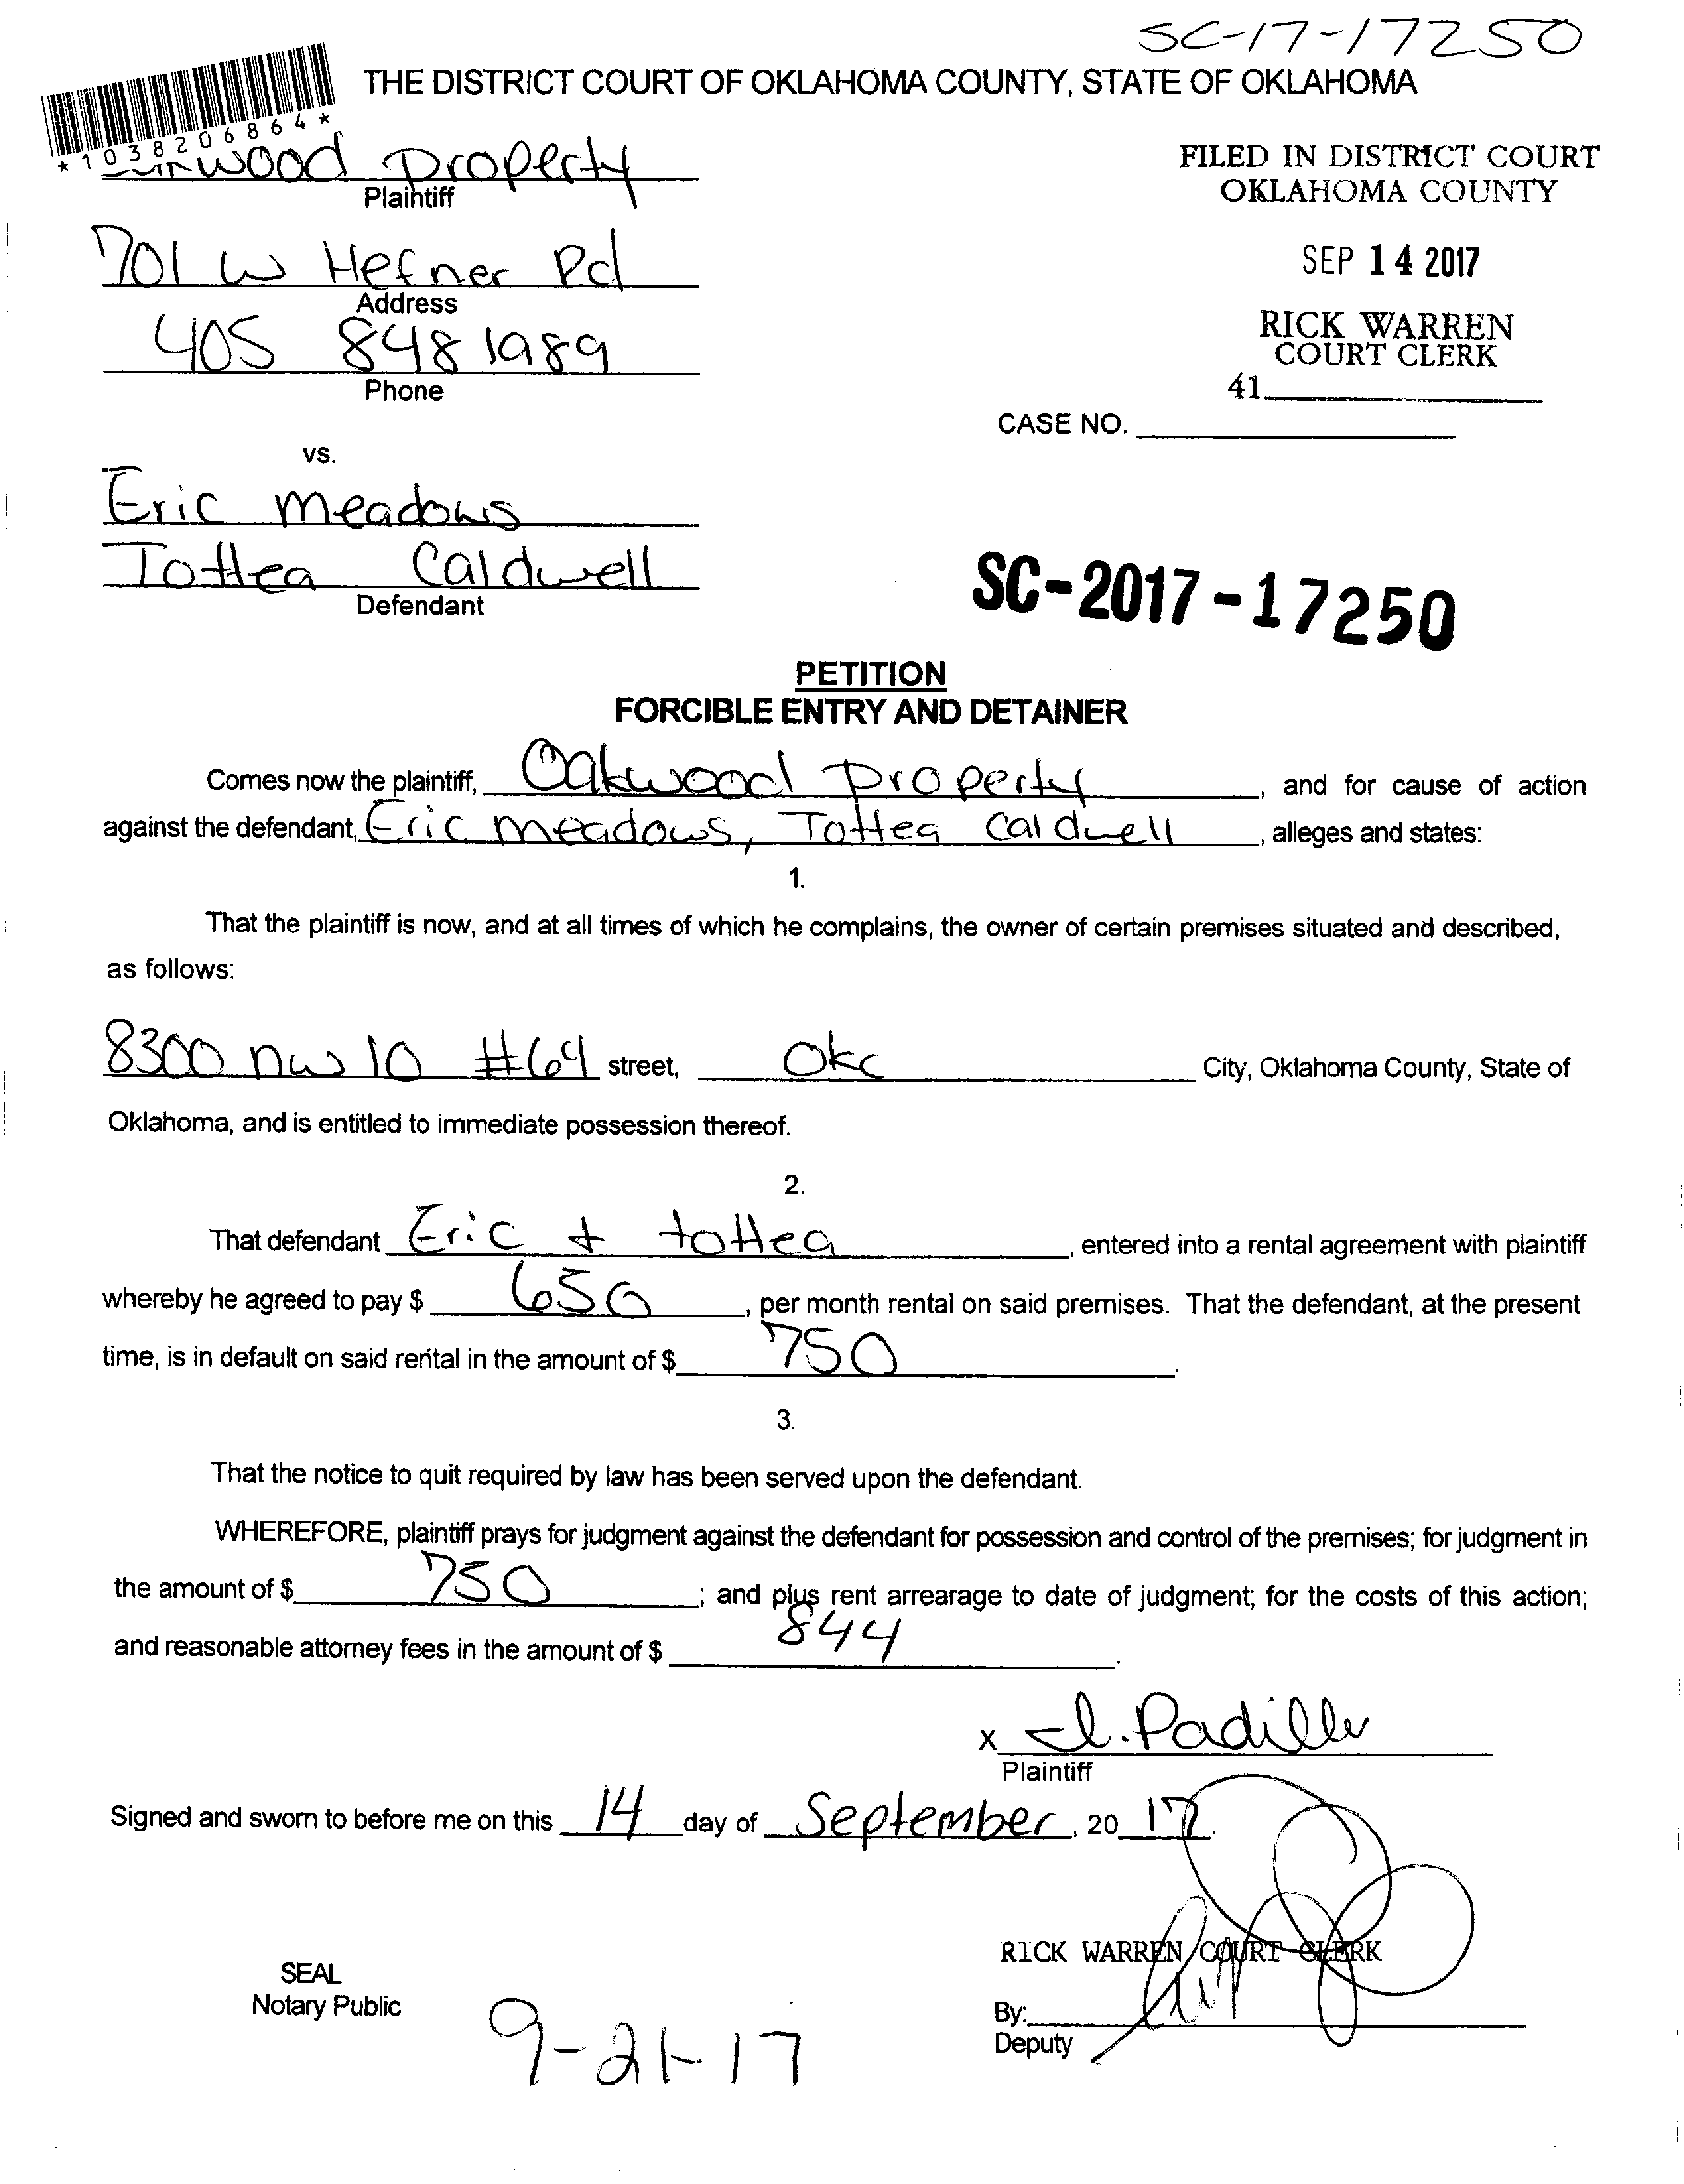 SC-17-17250
THE DISTRICT COURT OF OKLAHOMA COUNTY, STATE OF OKLAHOMA
*1038206864*
wood Property
Plaintiff
FILED IN DISTRICT COURT
OKLAHOMA COUNTY
701 W Hefner Rd
Address
SEP 14 2017
405 848 1989
Phone
RICK WARREN
COURT CLERK
41
CASE NO.
vs.
Eric meadows
Tottea Caldwell
Defendant
SC-2017-17250
PETITION
FORCIBLE ENTRY AND DETAINER
Comes now the plaintiff, Oakwood Property, and for cause of action
against the defendant, Eric meadows, Tottea Caldwell, alleges and states:
1.
That the plaintiff is now, and at all times of which he complains, the owner of certain premises situated and described,
as follows:
8300 nw 10 #64 street, OKC City, Oklahoma County, State of
Oklahoma, and is entitled to immediate possession thereof.
2.
That defendant Eric + tottea, entered into a rental agreement with plaintiff
whereby he agreed to pay $ 650, per month rental on said premises. That the defendant, at the present
time, is in default on said rental in the amount of $ 750.
3.
That the notice to quit required by law has been served upon the defendant.
WHEREFORE, plaintiff prays for judgment against the defendant for possession and control of the premises; for judgment in
the amount of $ 750; and plus rent arrearage to date of judgment; for the costs of this action;
and reasonable attorney fees in the amount of $ 844.
x I. Padilla
Plaintiff
Signed and sworn to before me on this 14 day of September, 20 17.
RICK WARREN COURT CLERK
SEAL
Notary Public
By:
Deputy
9-21-17